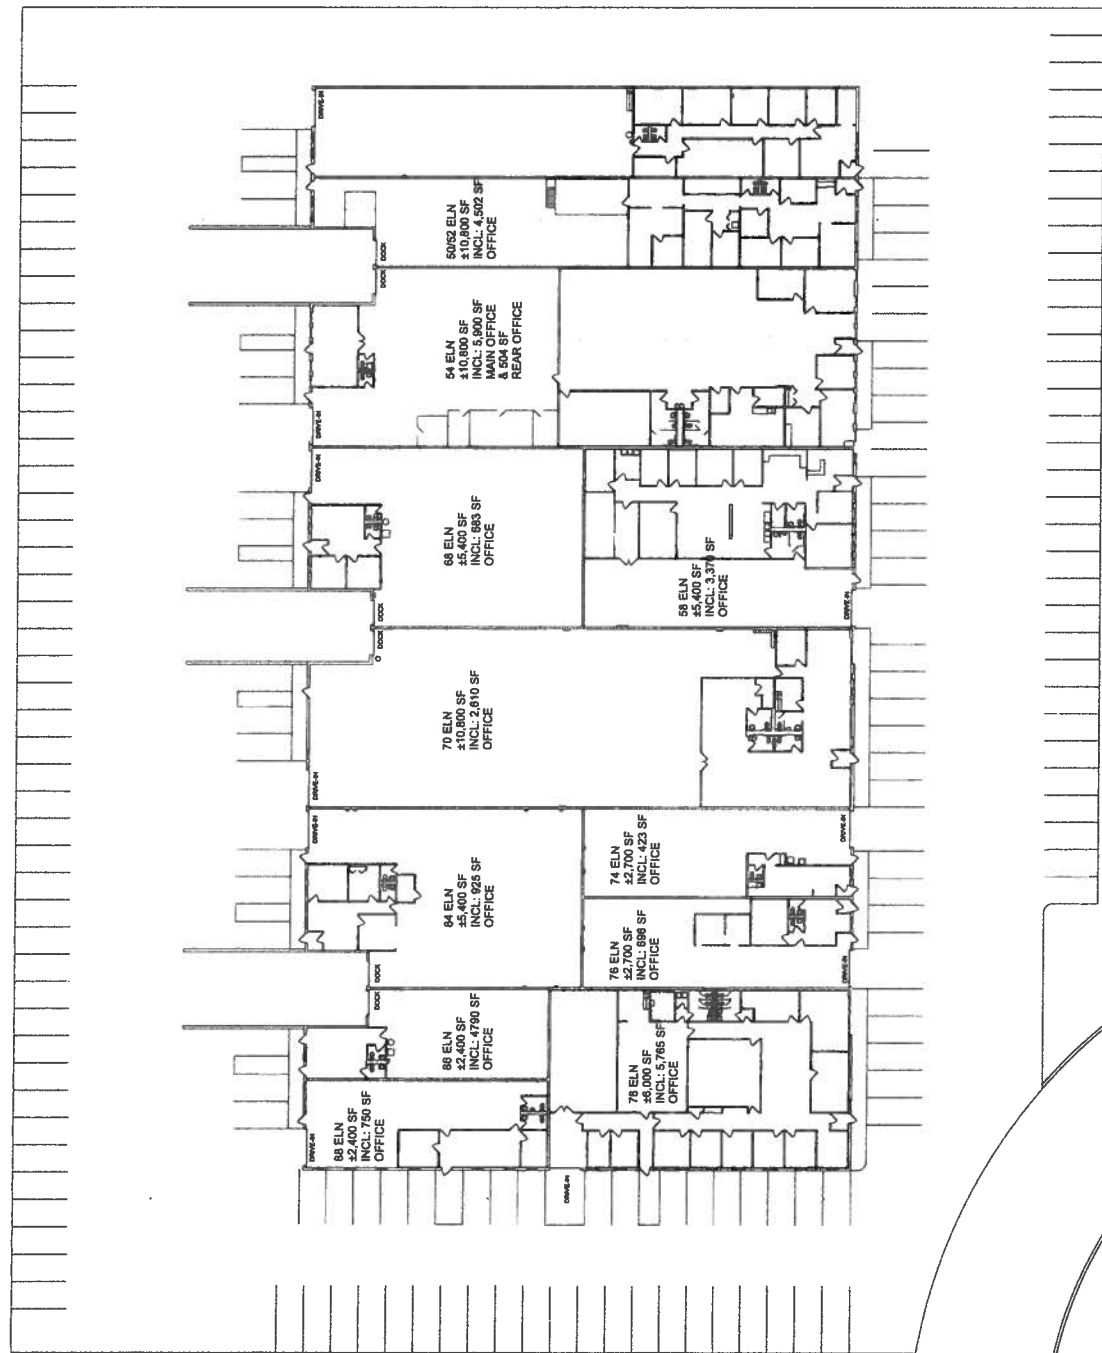 DRIVE-IN
50/52 ELN
±10,800 SF
INCL: 4,502 SF
OFFICE
DOCK
DOCK
54 ELN
±10,800 SF
INCL: 5,900 SF
MAIN OFFICE
& 504 SF
REAR OFFICE
DRIVE-IN
DRIVE-IN
68 ELN
±5,400 SF
INCL: 683 SF
OFFICE
DOCK
58 ELN
±5,400 SF
INCL: 3,370 SF
OFFICE
DRIVE-IN
DOCK
70 ELN
±10,800 SF
INCL: 2,610 SF
OFFICE
DRIVE-IN
DRIVE-IN
84 ELN
±5,400 SF
INCL: 925 SF
OFFICE
DOCK
74 ELN
±2,700 SF
INCL: 423 SF
OFFICE
DRIVE-IN
76 ELN
±2,700 SF
INCL: 696 SF
OFFICE
DRIVE-IN
DOCK
86 ELN
±2,400 SF
INCL: 4790 SF
OFFICE
78 ELN
±6,000 SF
INCL: 5,765 SF
OFFICE
88 ELN
±2,400 SF
INCL: 750 SF
OFFICE
DRIVE-IN
DRIVE-IN